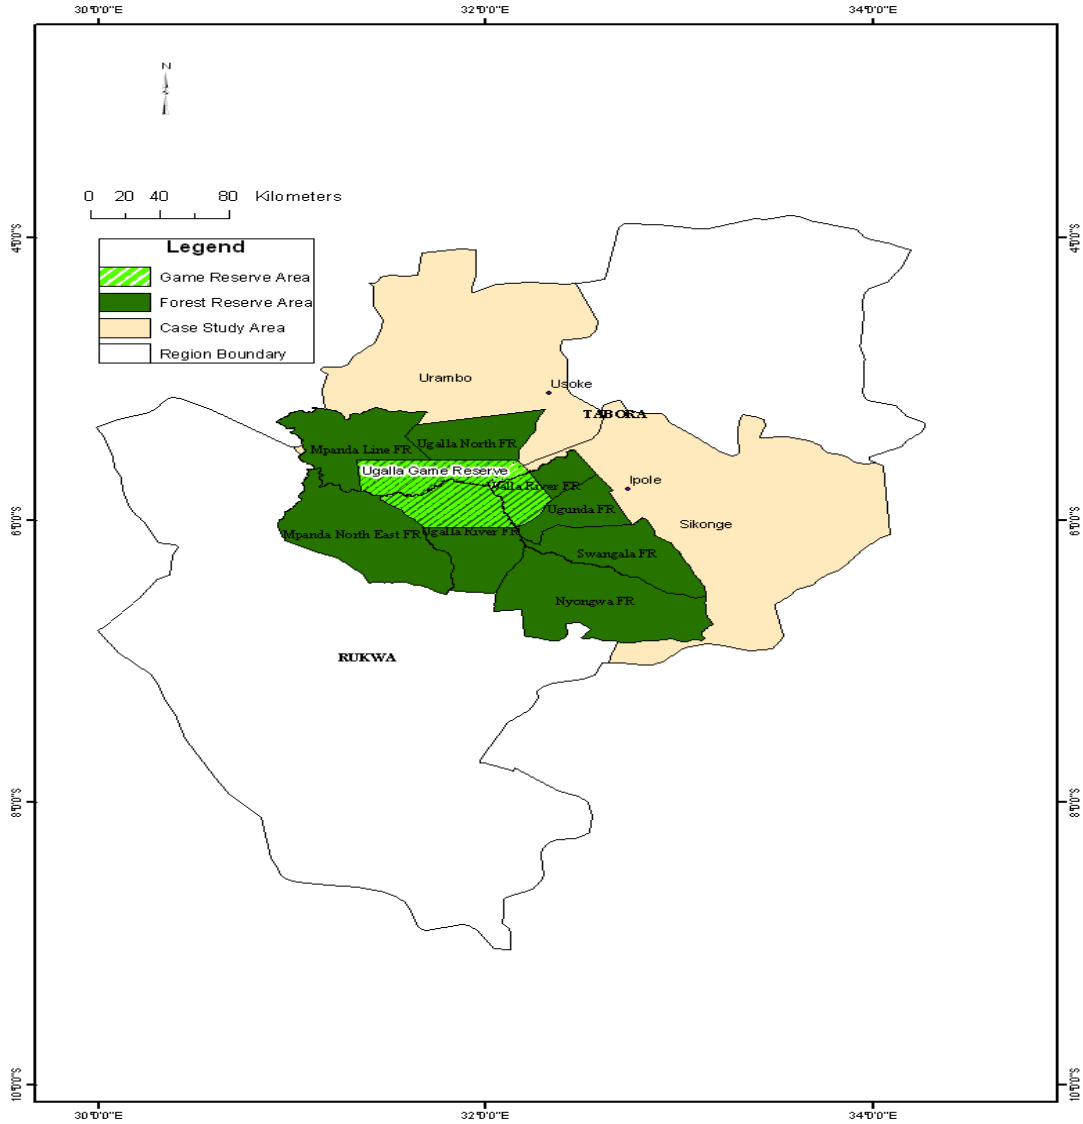 30°0'0"E 32°0'0"E 34°0'0"E
N
0 20 40 80 Kilometers
4°0'0"S 4°0'0"S
Legend
Game Reserve Area
Forest Reserve Area
Case Study Area
Region Boundary
Urambo
Usoke
TABORA
Ugalla North FR
Mpanda Line FR
Ugalla Game Reserve
Walla River FR
Ipole
Ugunda FR
6°0'0"S 6°0'0"S
Sikonge
Mpanda North East FR
Ugalla River FR
Swangala FR
Nyongwa FR
RUKWA
8°0'0"S 8°0'0"S
10°0'0"S 10°0'0"S
30°0'0"E 32°0'0"E 34°0'0"E